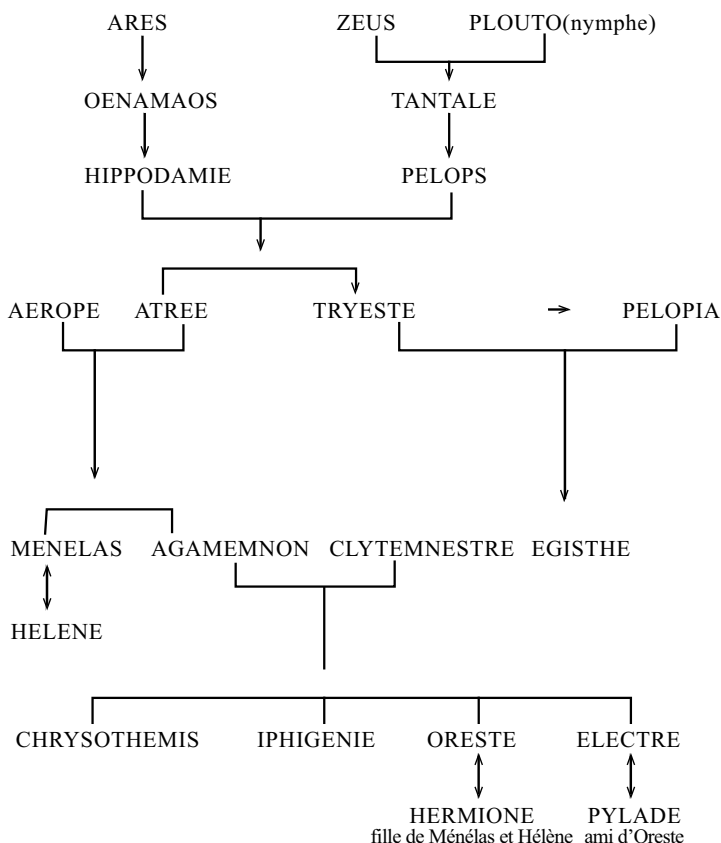 ARES ZEUS PLOUTO(nymphe)
OENAMAOS TANTALE
HIPPODAMIE PELOPS
AEROPE ATREE TRYESTE PELOPIA
MENELAS AGAMEMNON CLYTEMNESTRE EGISTHE
HELENE
CHRYSOTHEMIS IPHIGENIE ORESTE ELECTRE
HERMIONE PYLADE
fille de Ménélas et Hélène ami d'Oreste